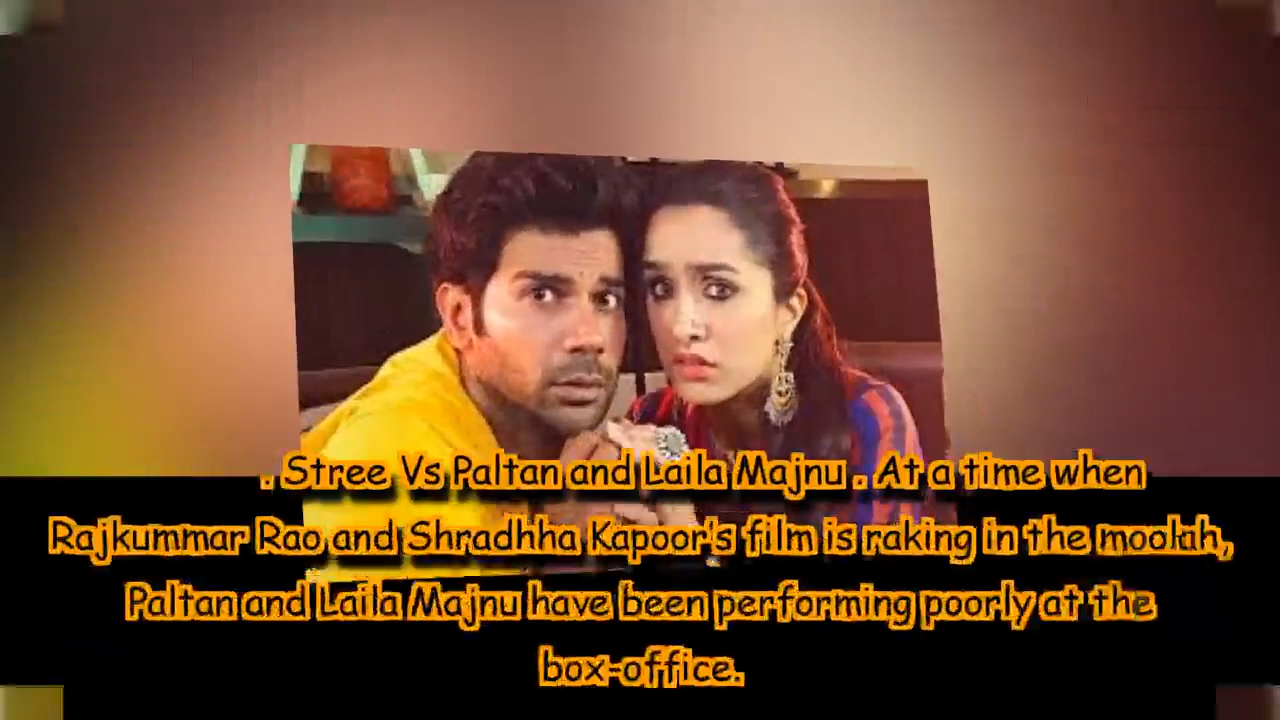 . Stree Vs Paltan and Laila Majnu . At a time when
Rajkummar Rao and Shradhha Kapoor's film is raking in the moolah,
Paltan and Laila Majnu have been performing poorly at the
box-office.